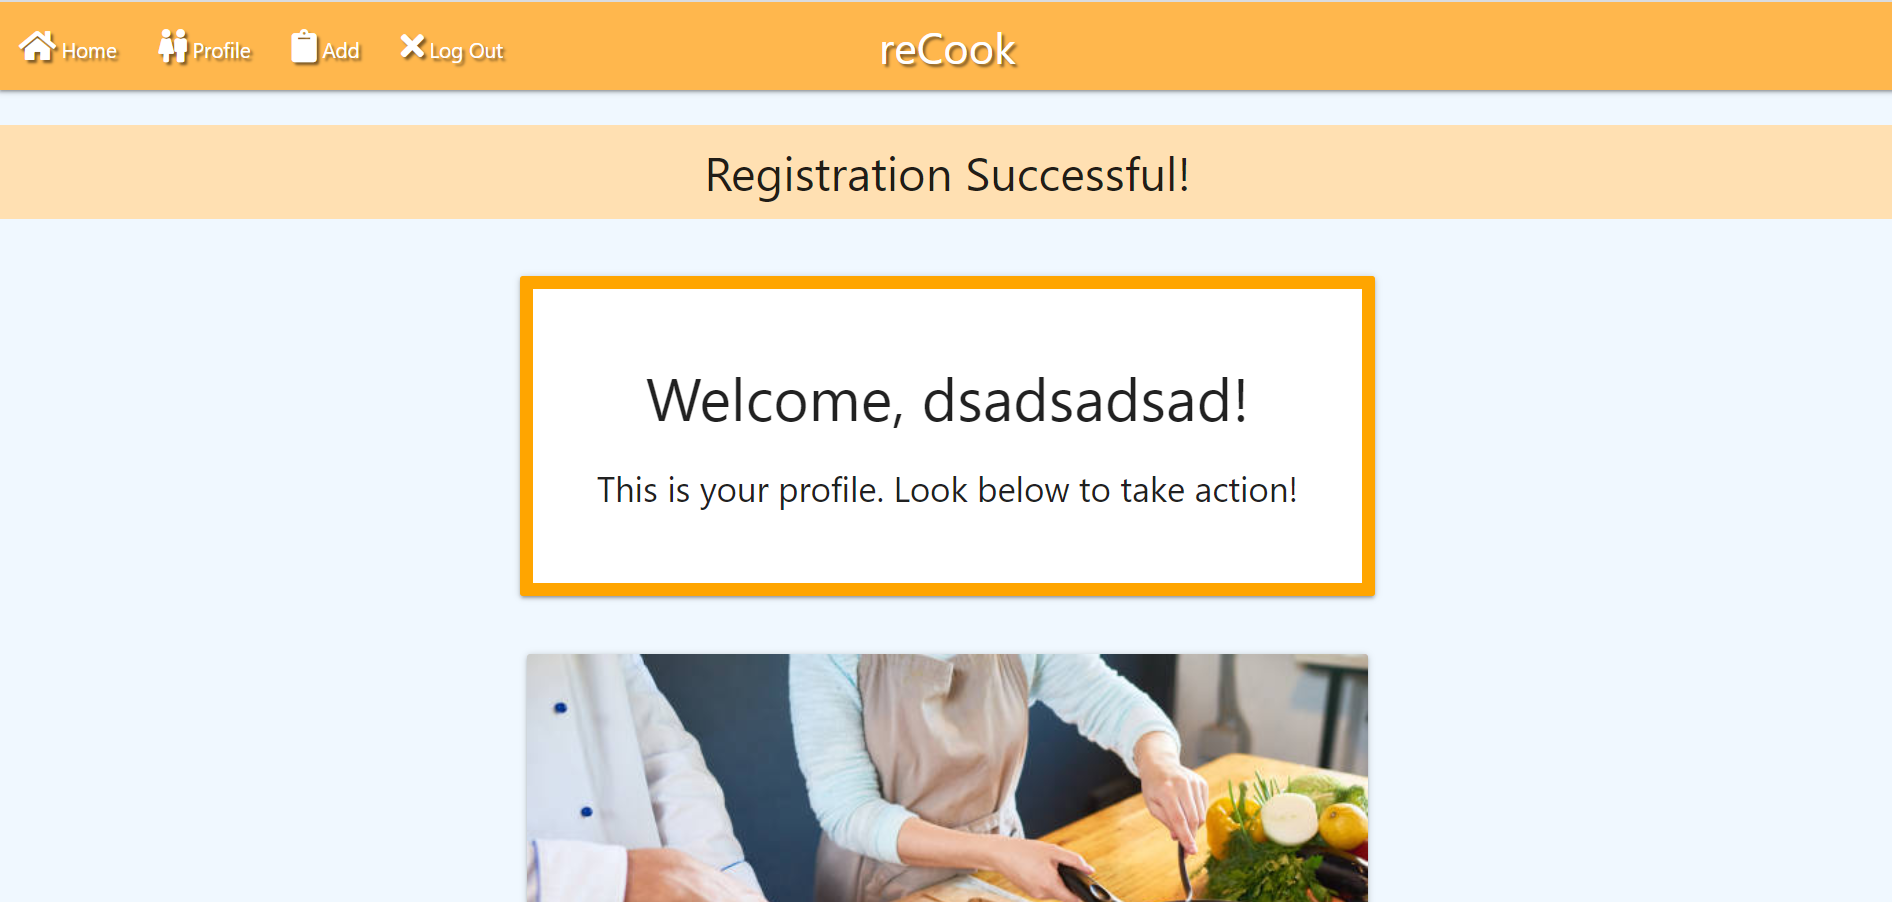 Home Profile Add Log Out reCook
Registration Successful!
Welcome, dsadsadsad!
This is your profile. Look below to take action!